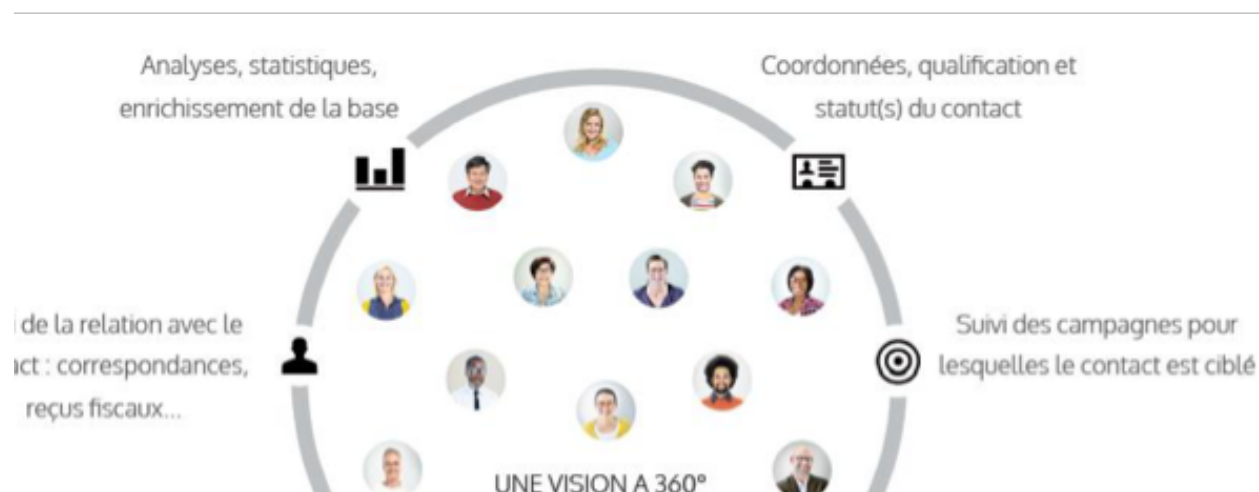 Analyses, statistiques,
enrichissement de la base
Coordonnées, qualification et
statut(s) du contact
de la relation avec le
: correspondances,
reçus fiscaux...
Suivi des campagnes pour
lesquelles le contact est ciblé
UNE VISION A 360°